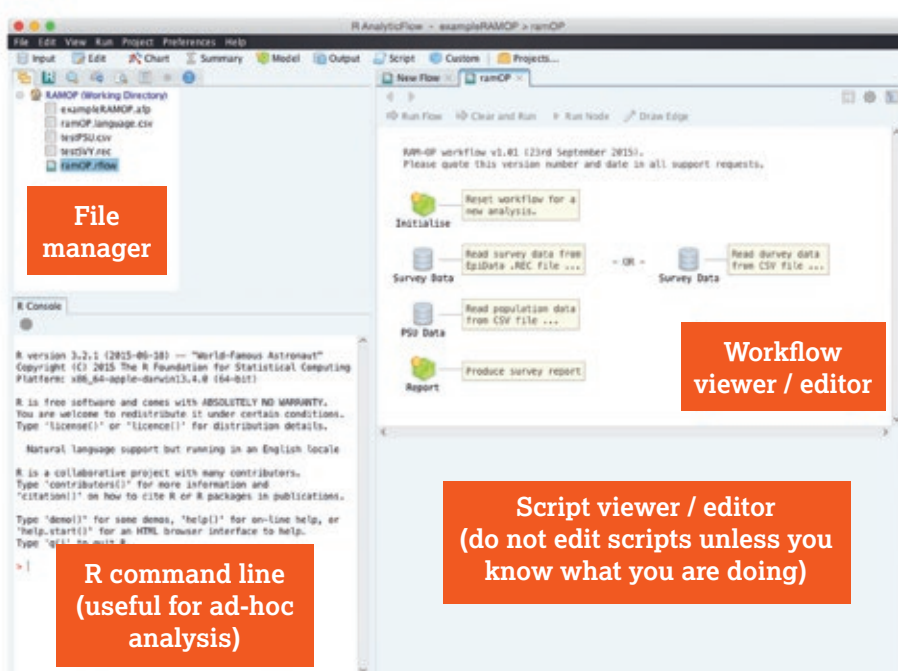 R AnalyticFlow - exampleRAMOP > ramOP
File Edit View Run Project Preferences Help
Input Edit Chart Summary Model Output Script Custom Projects...
RAMOP (Working Directory)
exampleRAMOP.afp
ramOP.language.csv
testPSU.csv
testSVY.rec
ramOP.rflow
File
manager
New Flow ramOP
Run Flow Clear and Run Run Node Draw Edge
RAM-OP workflow v1.01 (23rd September 2015).
Please quote this version number and date in all support requests.
Initialise
Reset workflow for a
new analysis.
Survey Data
Read survey data from
EpiData .REC file ...
- OR -
Survey Data
Read durvey data
from CSV file ...
PSU Data
Read population data
from CSV file ...
Report
Produce survey report
Workflow
viewer / editor
R Console
R version 3.2.1 (2015-06-18) -- "World-Famous Astronaut"
Copyright (C) 2015 The R Foundation for Statistical Computing
Platform: x86_64-apple-darwin13.4.0 (64-bit)
R is free software and comes with ABSOLUTELY NO WARRANTY.
You are welcome to redistribute it under certain conditions.
Type 'license()' or 'licence()' for distribution details.
Natural language support but running in an English locale
R is a collaborative project with many contributors.
Type 'contributors()' for more information and
'citation()' on how to cite R or R packages in publications.
Type 'demo()' for some demos, 'help()' for on-line help, or
'help.start()' for an HTML browser interface to help.
Type 'q()' to quit R.
>
R command line
(useful for ad-hoc
analysis)
Script viewer / editor
(do not edit scripts unless you
know what you are doing)